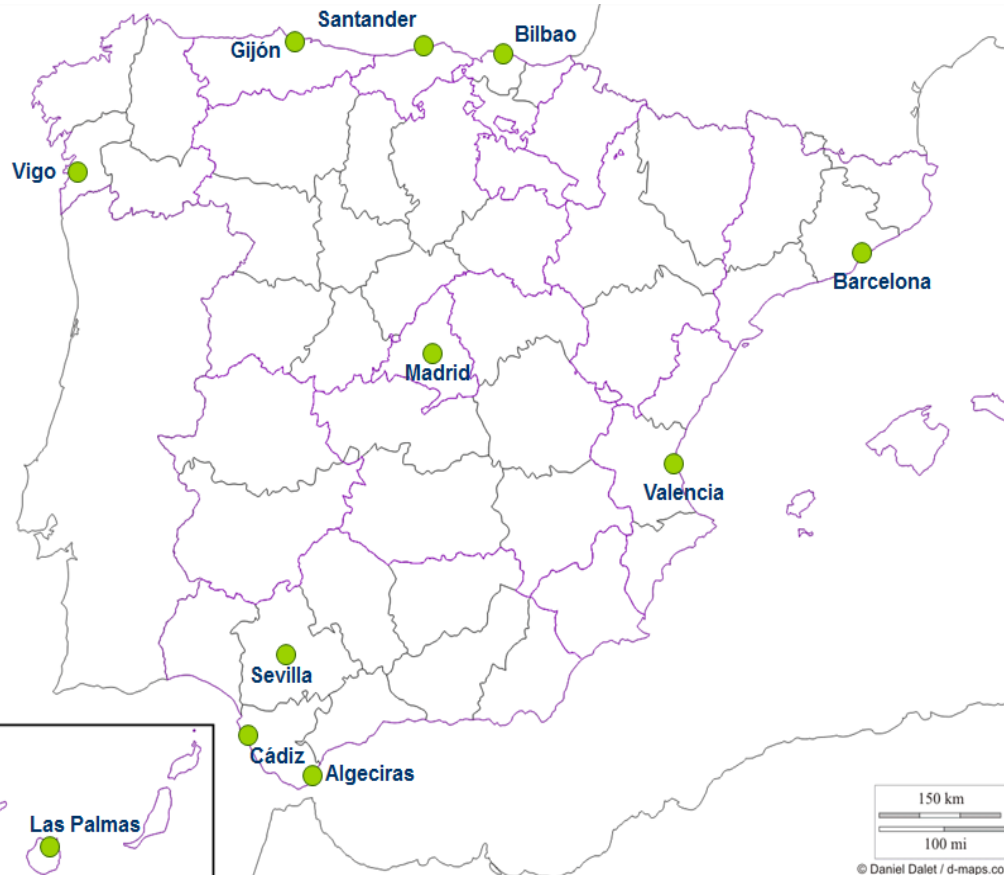 Santander
Bilbao
Gijón
Vigo
Barcelona
Madrid
Valencia
Sevilla
Cádiz
Algeciras
Las Palmas
150 km
100 mi
© Daniel Dalet / d-maps.co